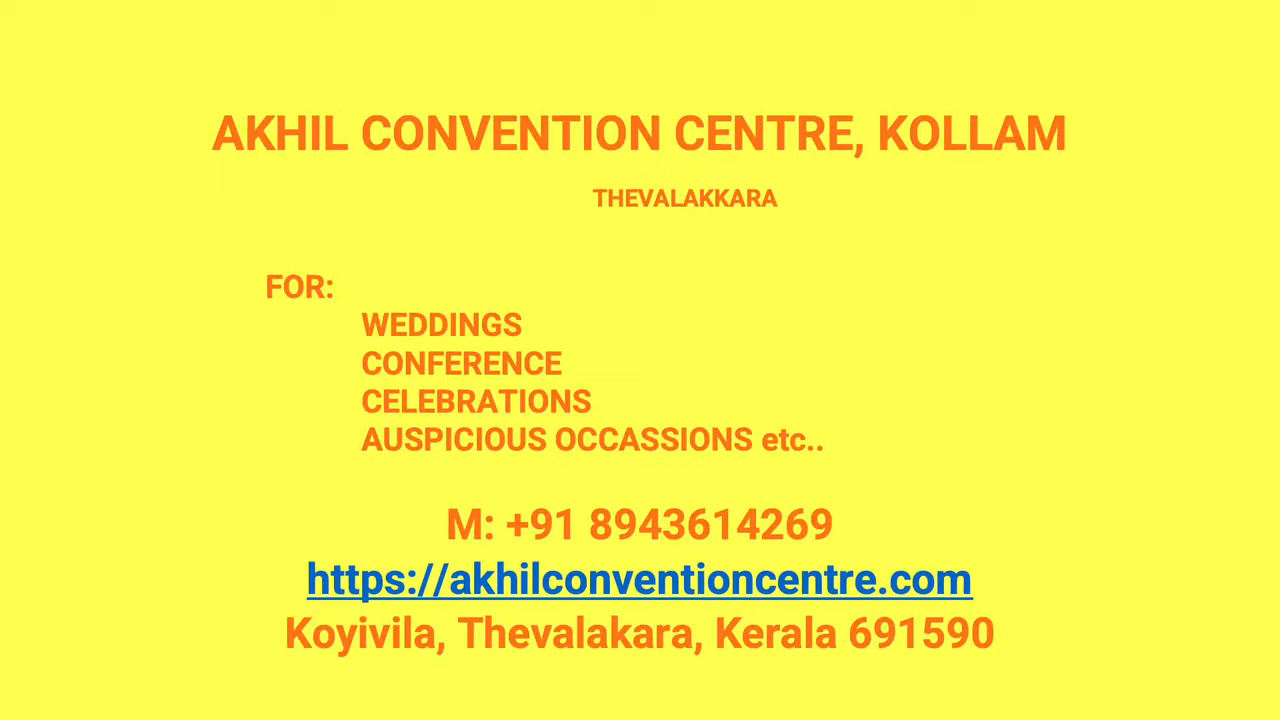 AKHIL CONVENTION CENTRE, KOLLAM
THEVALAKKARA
FOR:
WEDDINGS
CONFERENCE
CELEBRATIONS
AUSPICIOUS OCCASSIONS etc..
M: +91 8943614269
https://akhilconventioncentre.com
Koyivila, Thevalakara, Kerala 691590